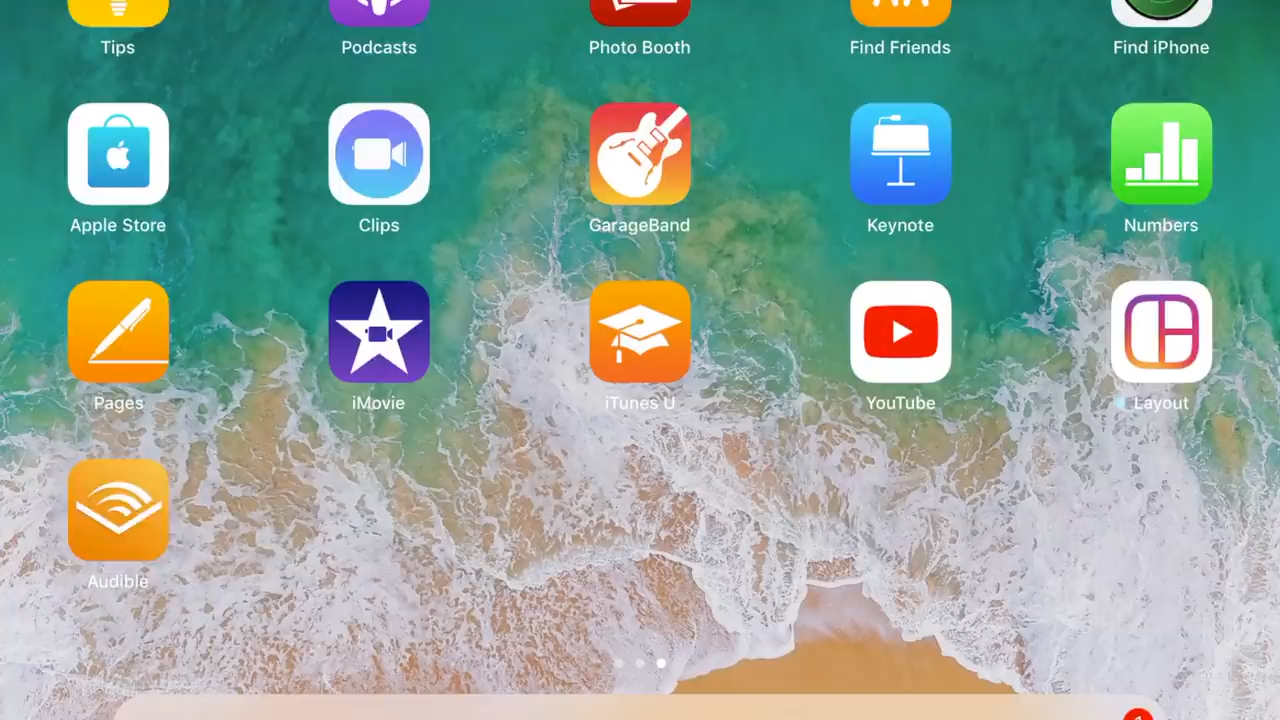 Tips Podcasts Photo Booth Find Friends Find iPhone
Apple Store Clips GarageBand Keynote Numbers
Pages iMovie iTunes U YouTube Layout
Audible